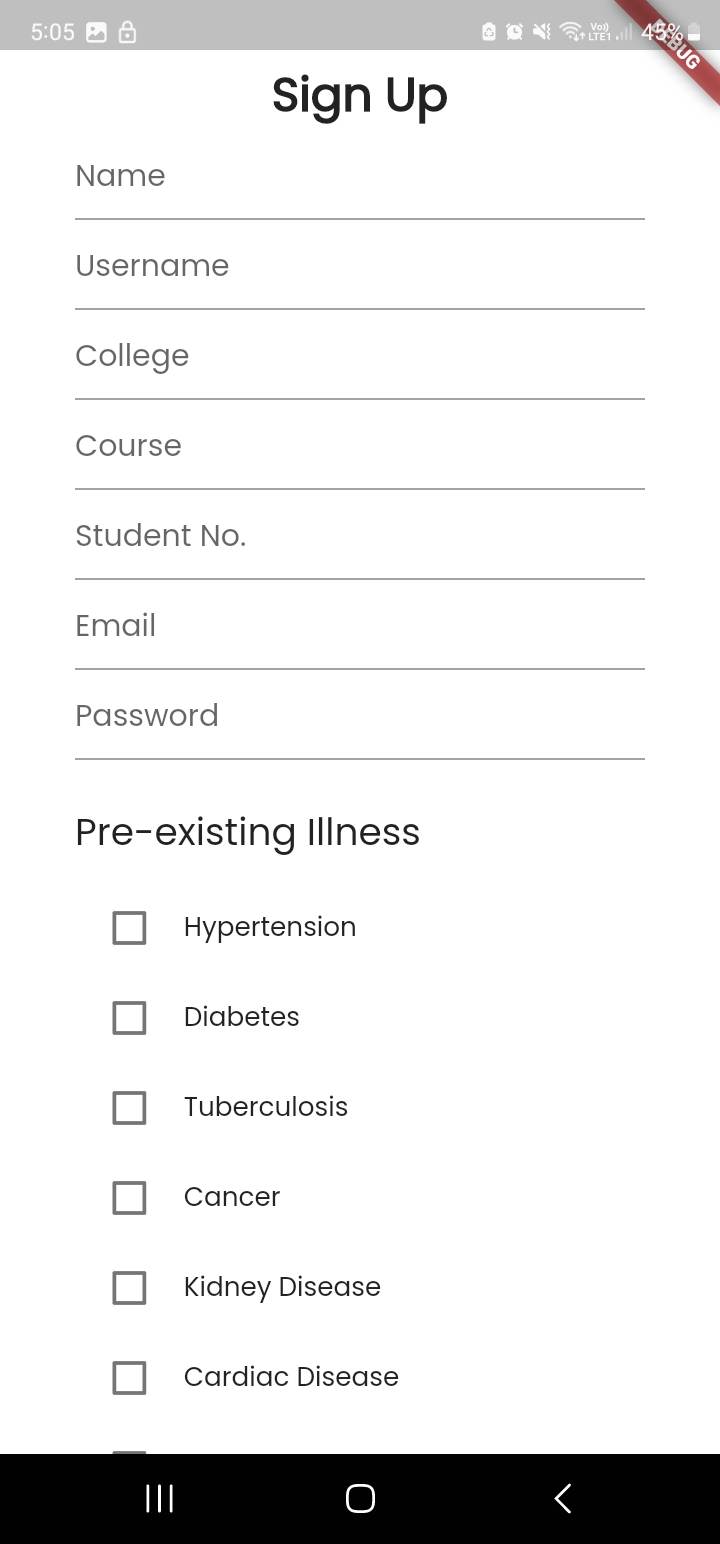 5:05 Vo)) LTE1 45% DEBUG
Sign Up
Name
Username
College
Course
Student No.
Email
Password
Pre-existing Illness
Hypertension
Diabetes
Tuberculosis
Cancer
Kidney Disease
Cardiac Disease